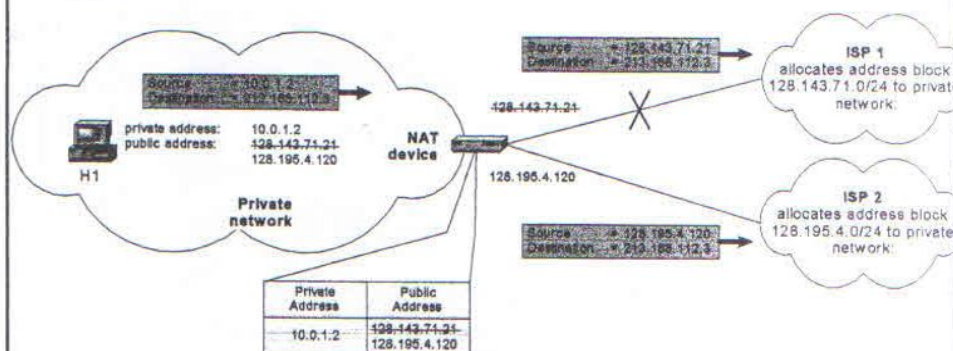 Source = 128.143.71.21
Destination = 213.168.112.3
ISP 1
allocates address block
128.143.71.0/24 to private
network:
Source = 10.0.1.2
Destination = 213.168.112.3
128.143.71.21
private address: 10.0.1.2
public address: 128.143.71.21
128.195.4.120
H1
NAT
device
128.195.4.120
Private
network
ISP 2
allocates address block
128.195.4.0/24 to private
network:
Source = 128.195.4.120
Destination = 213.168.112.3
Private
Address
Public
Address
10.0.1.2
128.143.71.21
128.195.4.120